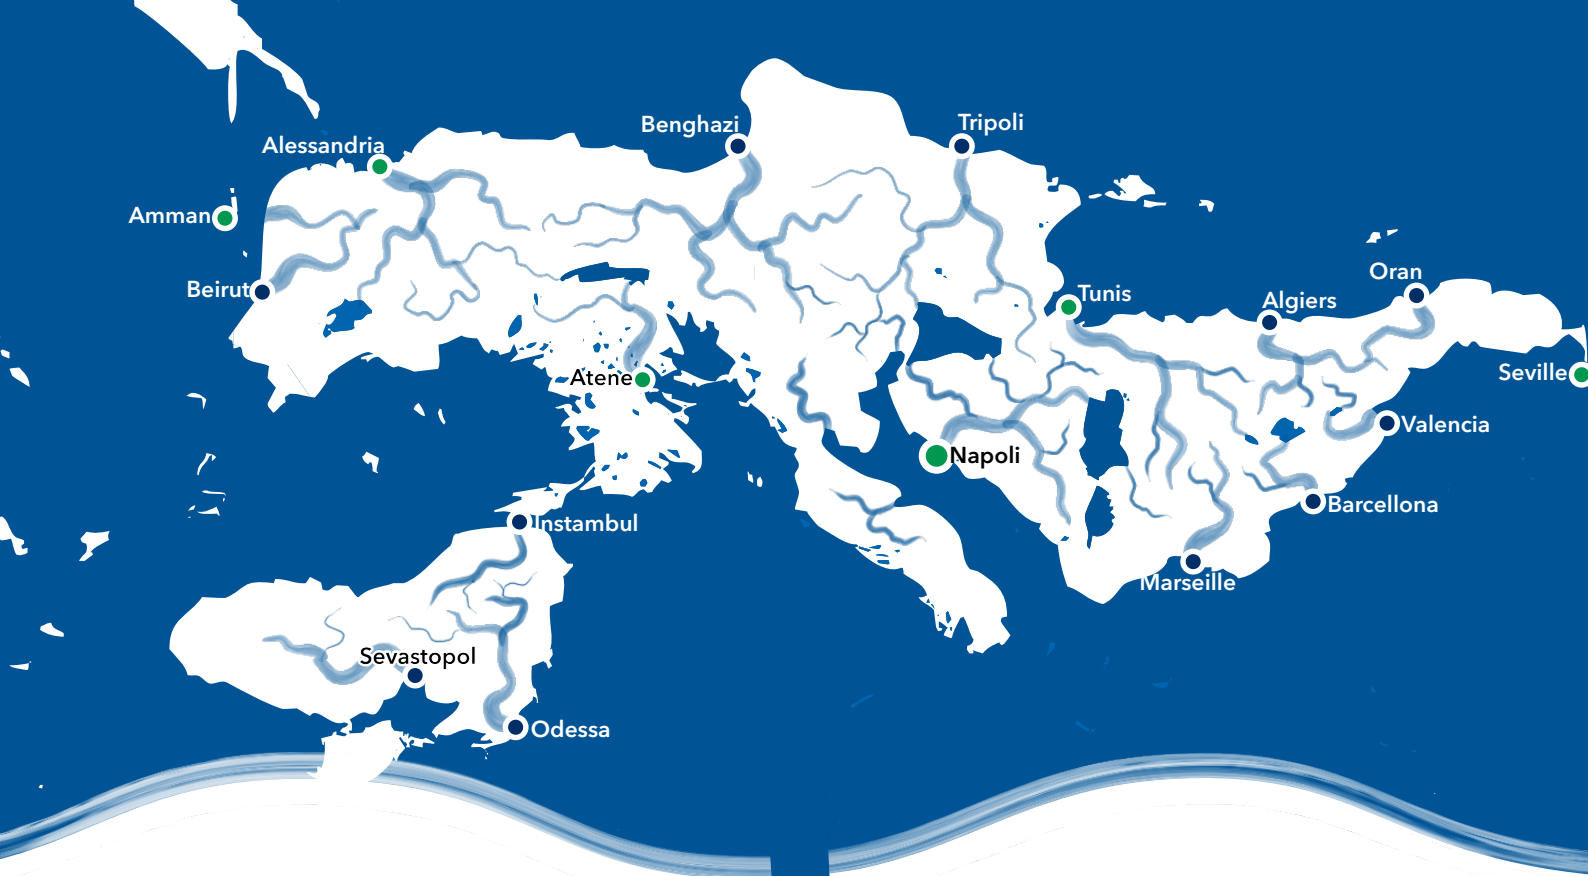 Benghazi
Tripoli
Alessandria
Amman
Beirut
Tunis
Oran
Algiers
Seville
Atene
Valencia
Napoli
Barcellona
Instambul
Marseille
Sevastopol
Odessa